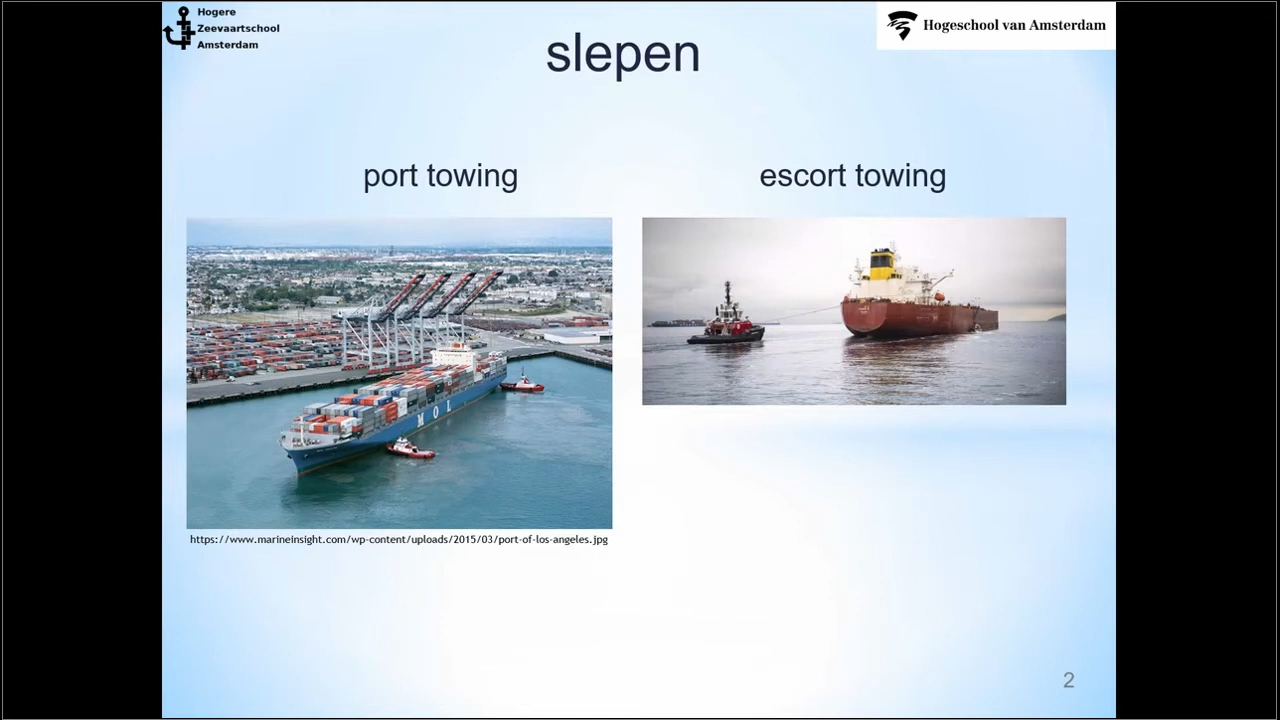 Hogere
Zeevaartschool
Amsterdam
Hogeschool van Amsterdam
slepen
port towing
escort towing
MOL
https://www.marineinsight.com/wp-content/uploads/2015/03/port-of-los-angeles.jpg
2